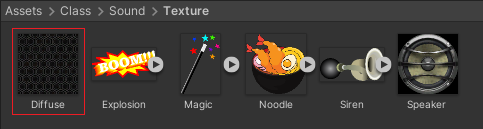 Assets > Class > Sound > Texture
BOOM!!!
Diffuse Explosion Magic Noodle Siren Speaker